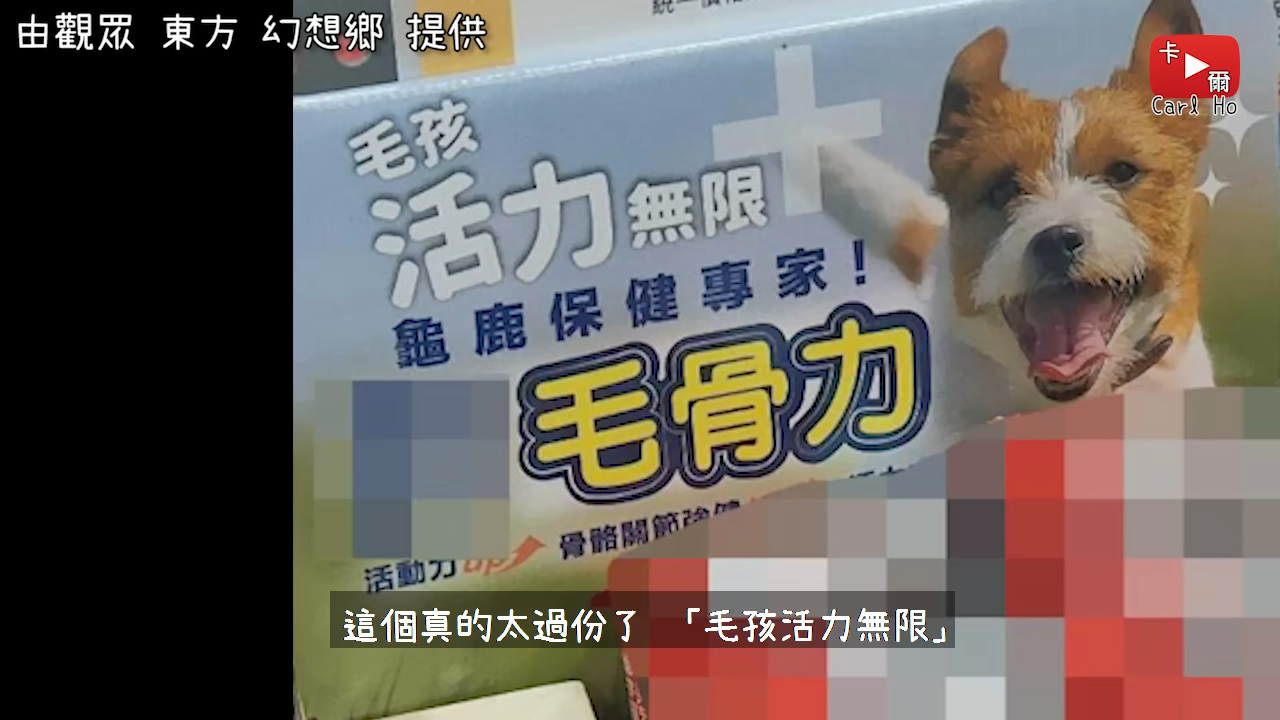 由觀眾 東方 幻想鄉 提供
卡
爾
Carl Ho
毛孩
活力無限
龜鹿保健專家!
毛骨力
骨骼關節強健
活動力up
這個真的太過份了 「毛孩活力無限」